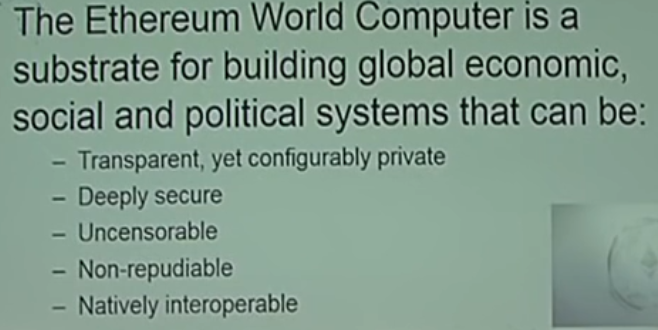 The Ethereum World Computer is a
substrate for building global economic,
social and political systems that can be:
– Transparent, yet configurably private
– Deeply secure
– Uncensorable
– Non-repudiable
– Natively interoperable